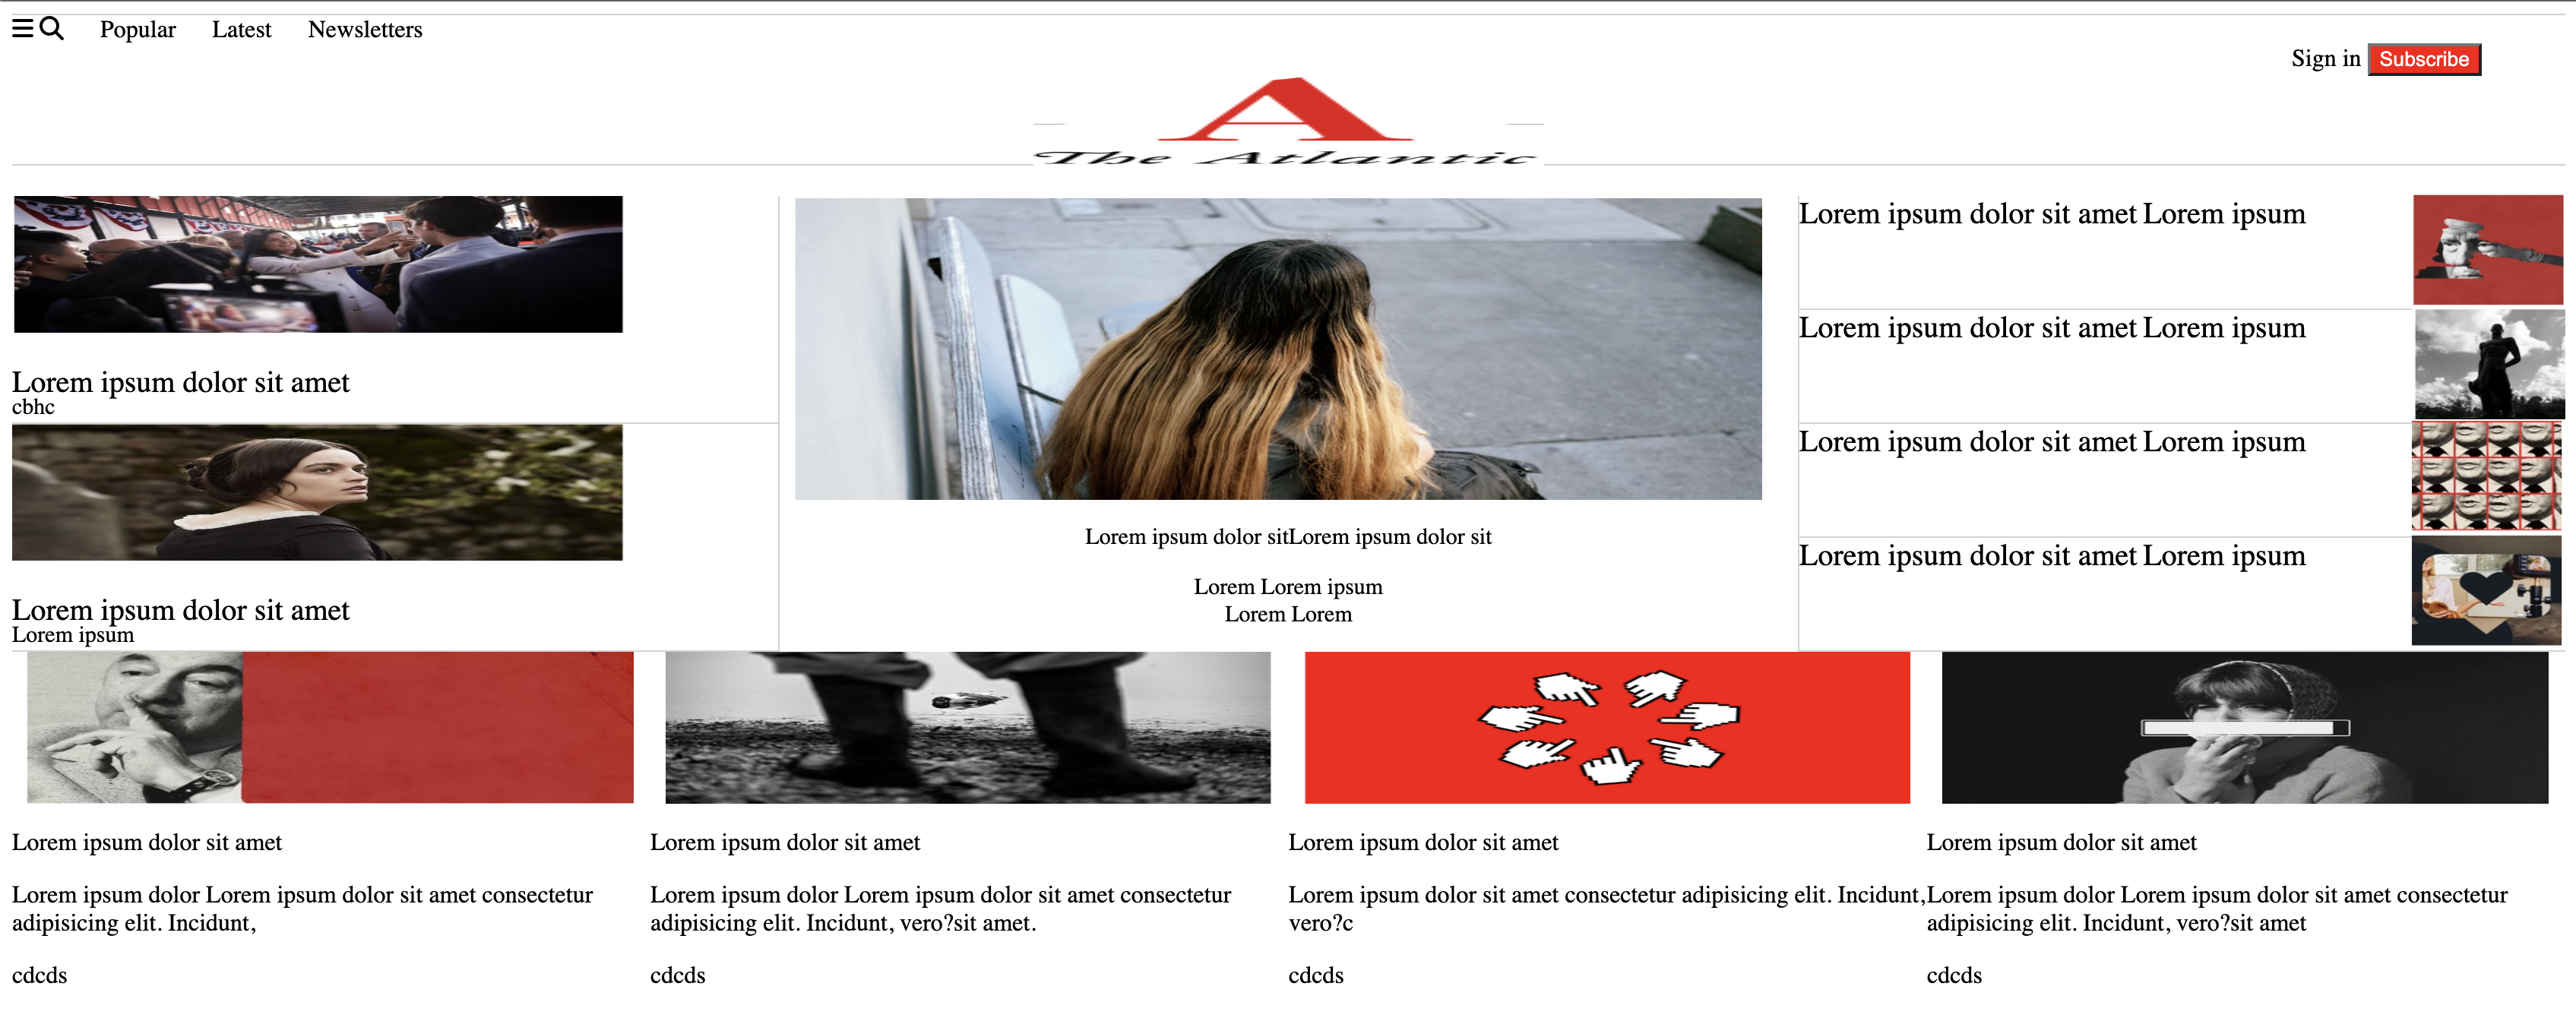 Popular Latest Newsletters
Sign in Subscribe
A
The Atlantic
Lorem ipsum dolor sit amet
cbhc
Lorem ipsum dolor sit amet
Lorem ipsum
Lorem ipsum dolor sitLorem ipsum dolor sit
Lorem Lorem ipsum
Lorem Lorem
Lorem ipsum dolor sit amet Lorem ipsum
Lorem ipsum dolor sit amet Lorem ipsum
Lorem ipsum dolor sit amet Lorem ipsum
Lorem ipsum dolor sit amet Lorem ipsum
Lorem ipsum dolor sit amet
Lorem ipsum dolor Lorem ipsum dolor sit amet consectetur
adipisicing elit. Incidunt,
cdcds
Lorem ipsum dolor sit amet
Lorem ipsum dolor Lorem ipsum dolor sit amet consectetur
adipisicing elit. Incidunt, vero?sit amet.
cdcds
Lorem ipsum dolor sit amet
Lorem ipsum dolor sit amet consectetur adipisicing elit. Incidunt,
vero?c
cdcds
Lorem ipsum dolor sit amet
Lorem ipsum dolor Lorem ipsum dolor sit amet consectetur
adipisicing elit. Incidunt, vero?sit amet
cdcds